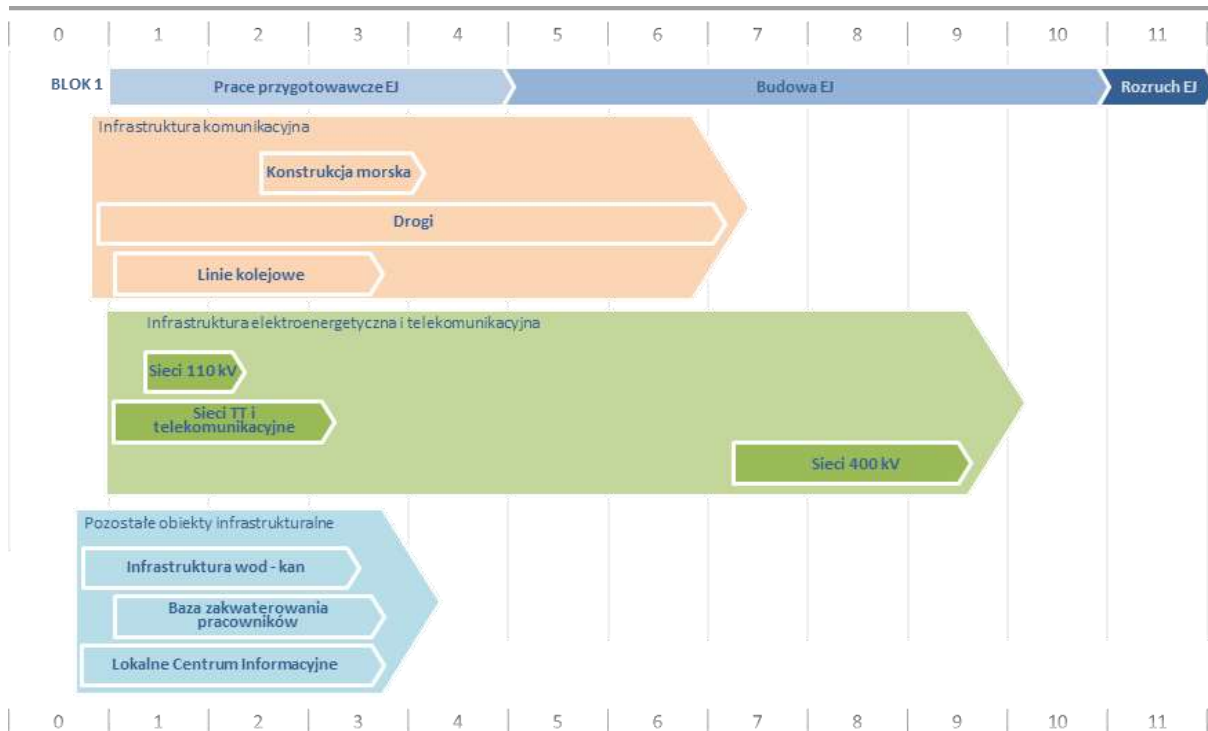 0 1 2 3 4 5 6 7 8 9 10 11
BLOK 1 Prace przygotowawcze EJ Budowa EJ Rozruch EJ
Infrastruktura komunikacyjna
Konstrukcja morska
Drogi
Linie kolejowe
Infrastruktura elektroenergetyczna i telekomunikacyjna
Sieci 110 kV
Sieci TT i
telekomunikacyjne
Sieci 400 kV
Pozostałe obiekty infrastrukturalne
Infrastruktura wod - kan
Baza zakwaterowania
pracowników
Lokalne Centrum Informacyjne
0 1 2 3 4 5 6 7 8 9 10 11